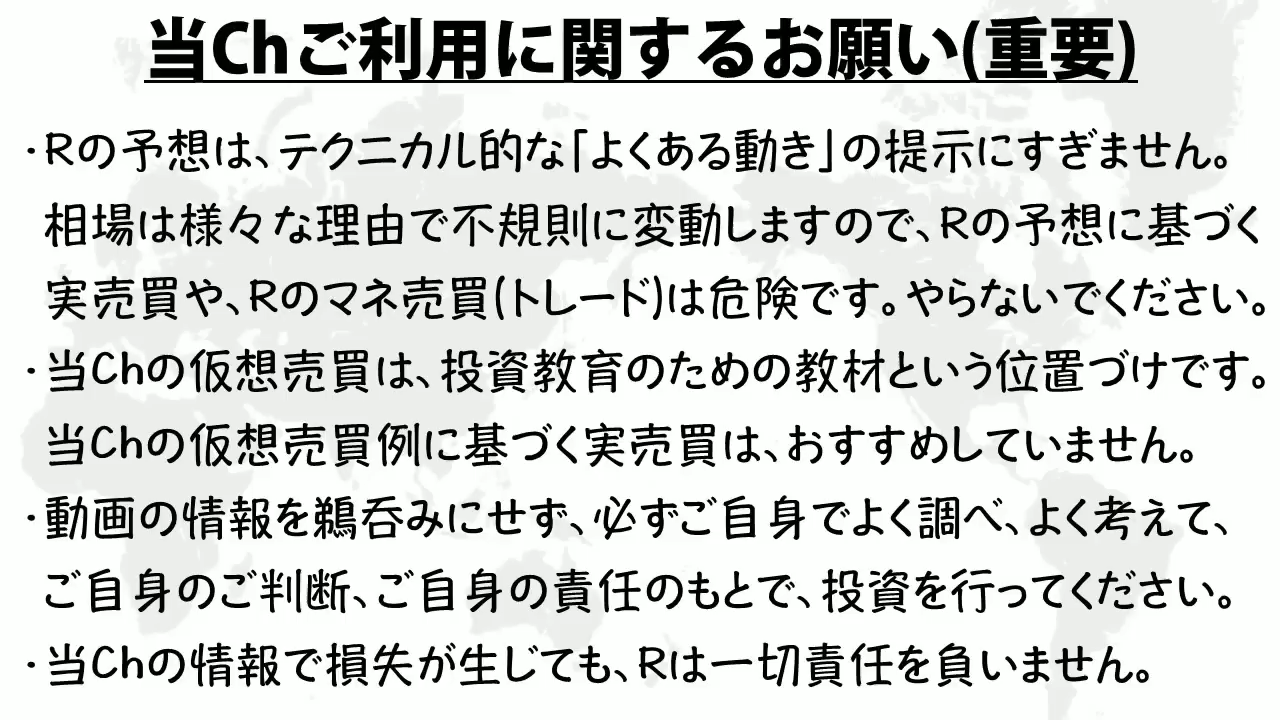 当Chご利用に関するお願い(重要)
・Rの予想は、テクニカル的な「よくある動き」の提示にすぎません。
相場は様々な理由で不規則に変動しますので、Rの予想に基づく
実売買や、Rのマネ売買(トレード)は危険です。やらないでください。
・当Chの仮想売買は、投資教育のための教材という位置づけです。
当Chの仮想売買例に基づく実売買は、おすすめしていません。
・動画の情報を鵜呑みにせず、必ずご自身でよく調べ、よく考えて、
ご自身のご判断、ご自身の責任のもとで、投資を行ってください。
・当Chの情報で損失が生じても、Rは一切責任を負いません。